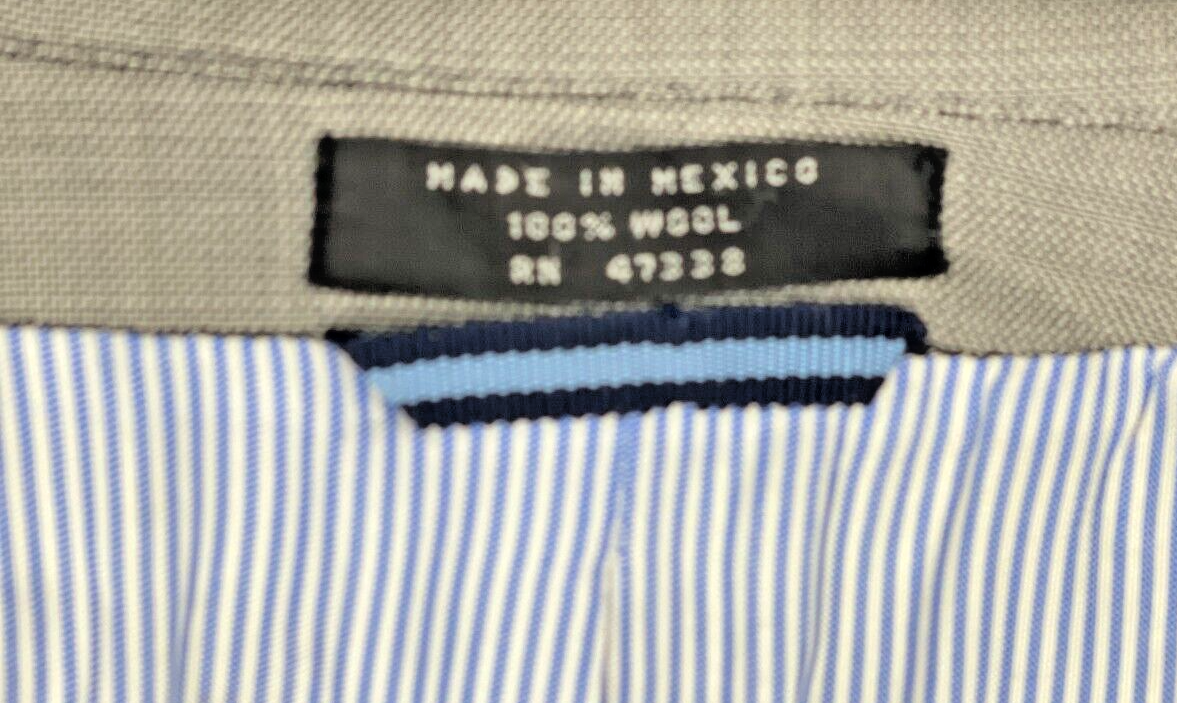 MADE IN MEXICO
100% WOOL
RN 47338